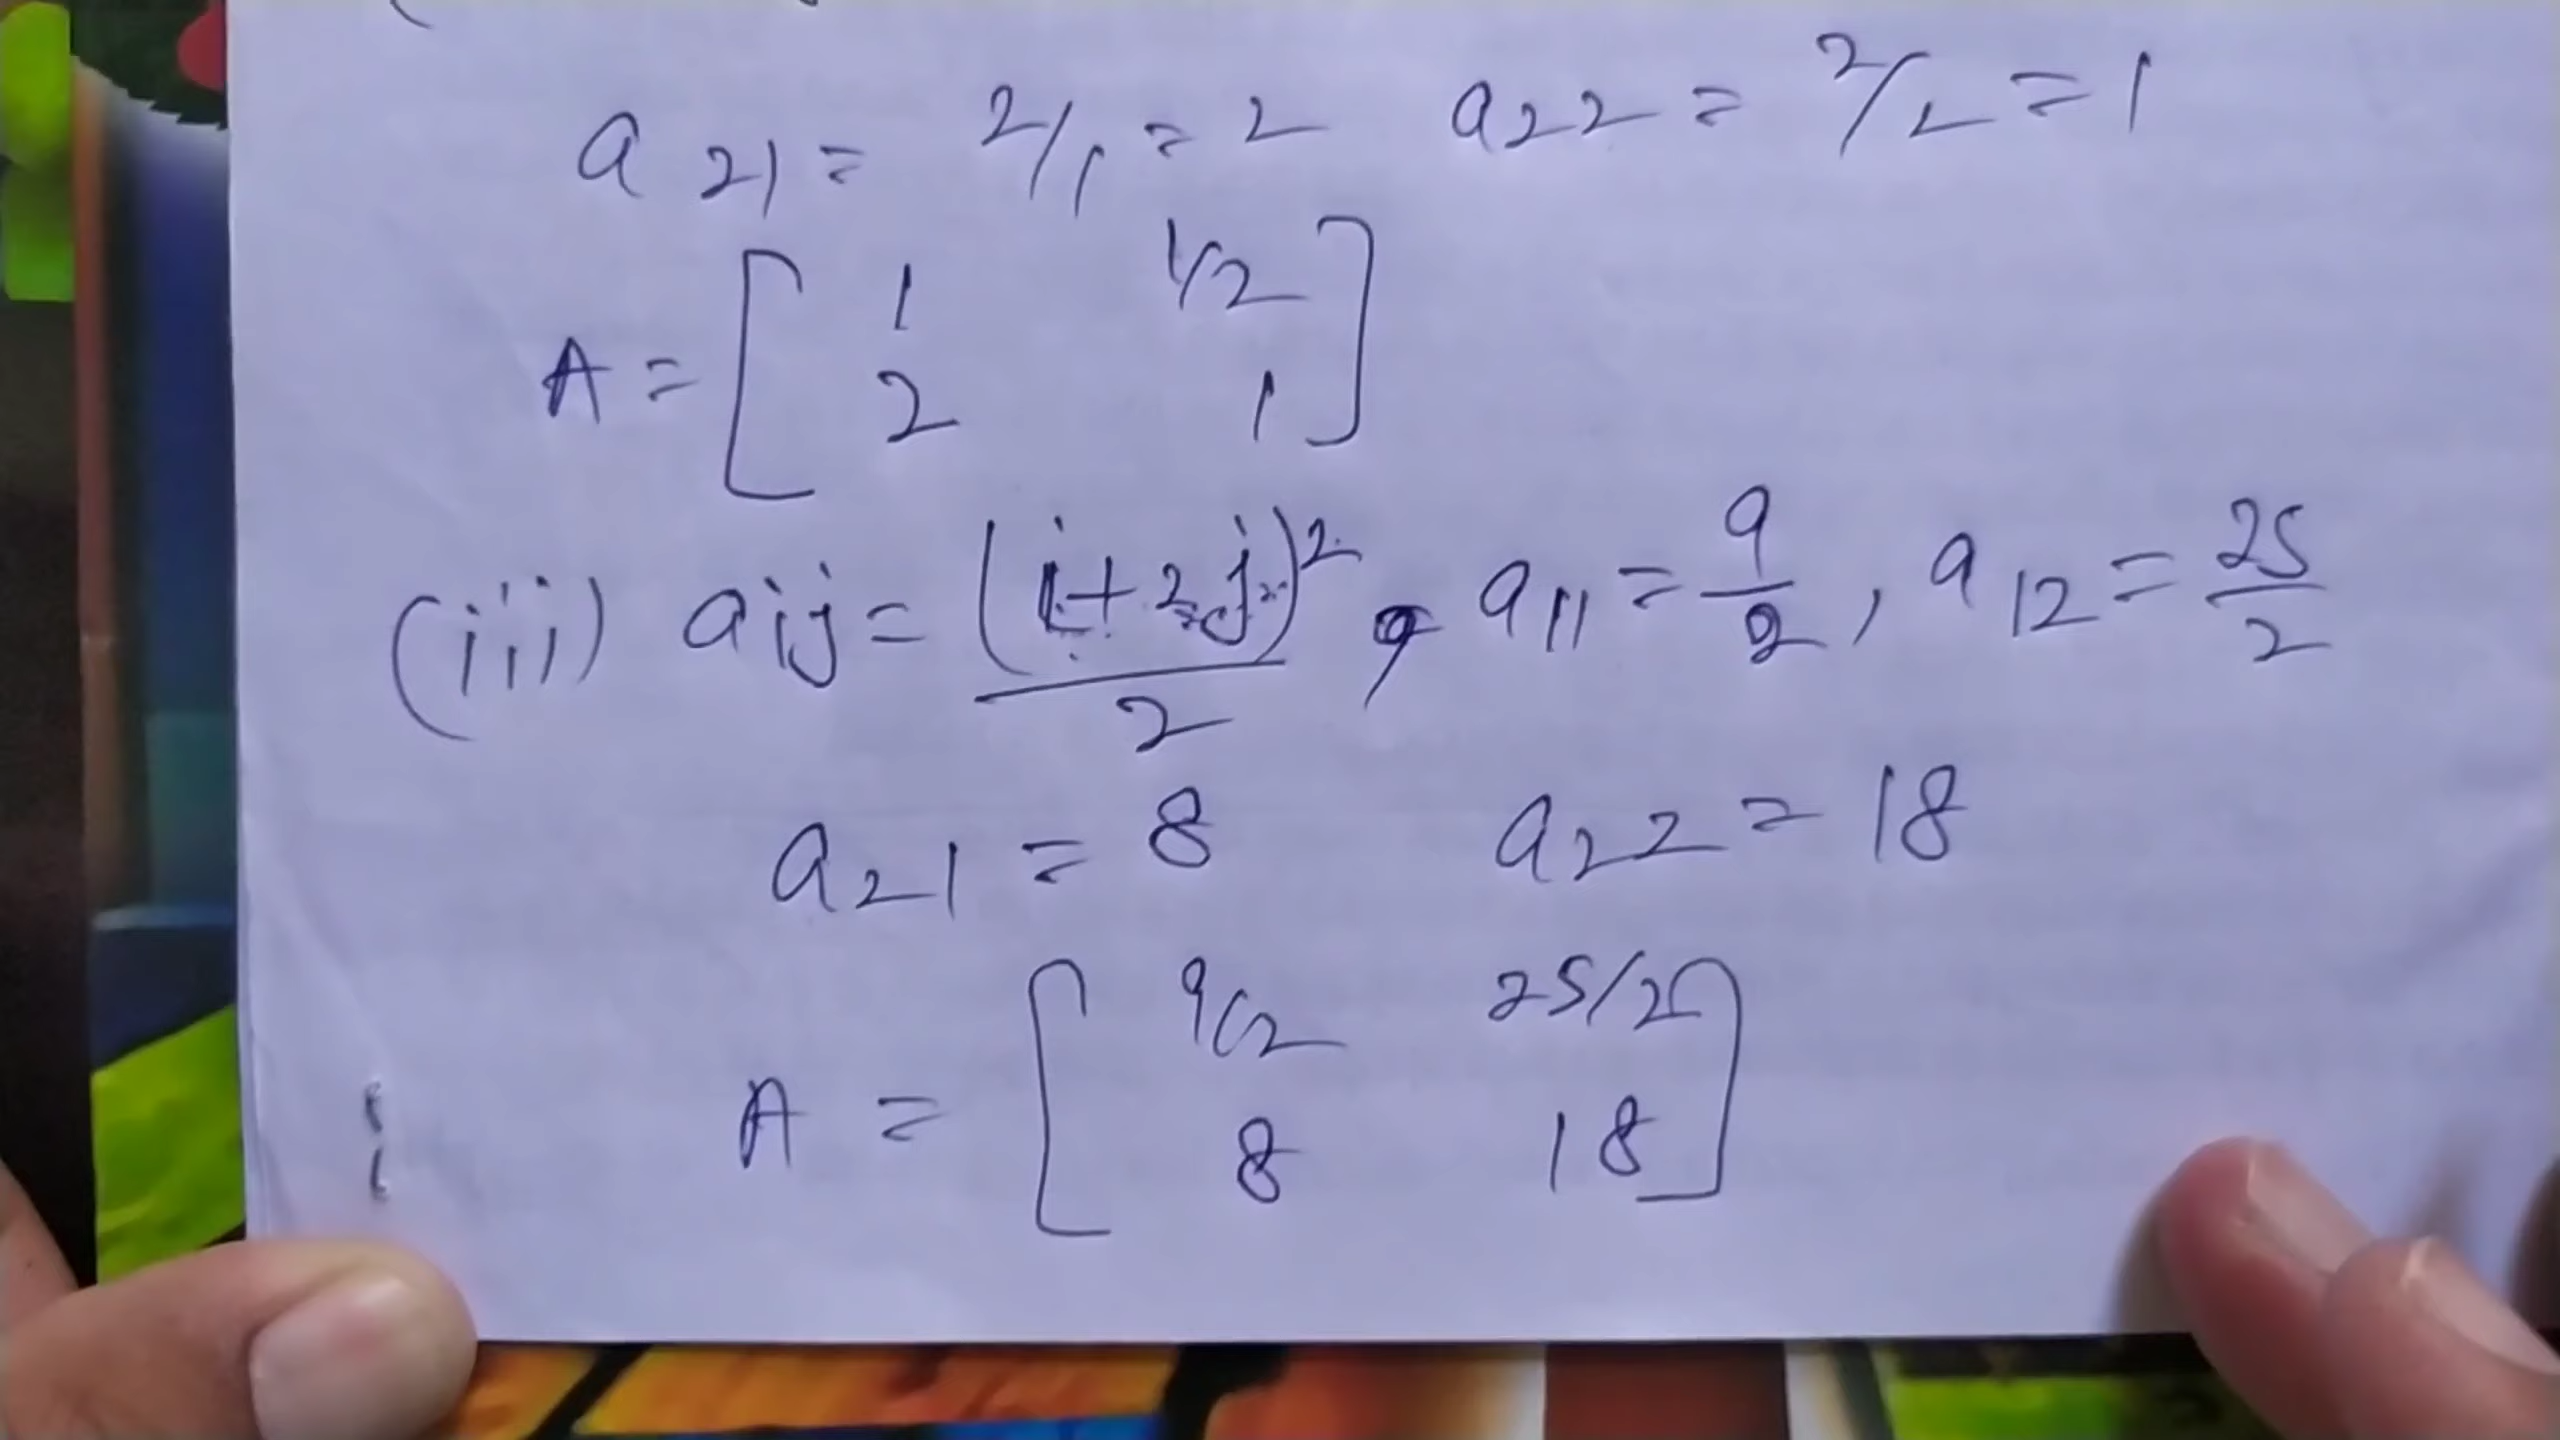 a21 = 2/1 = 2 a22 = 2/2 = 1
A = [ 1 1/2
2 1 ]
(iii) aij = (i+2j)²/2, a11 = 9/2, a12 = 25/2
a21 = 8 a22 = 18
A = [ 9/2 25/2
8 18 ]